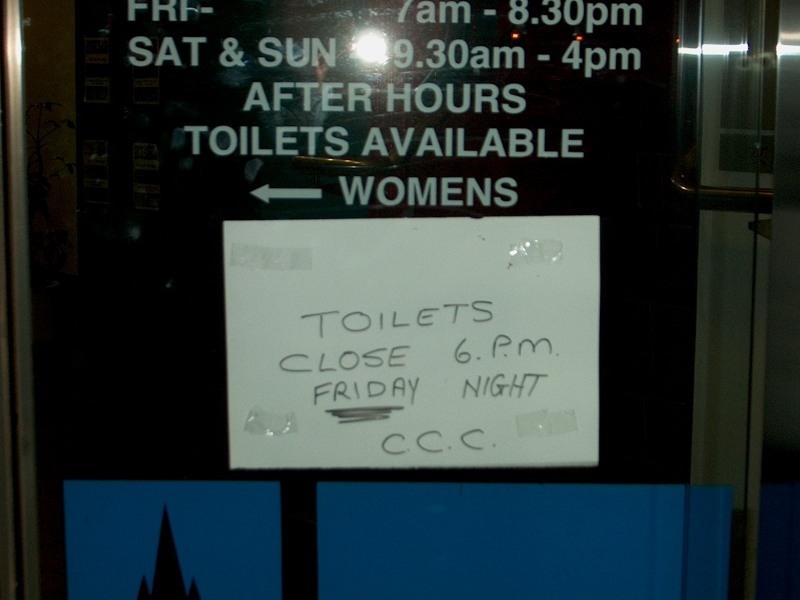 FRI- 7am - 8.30pm
SAT & SUN 9.30am - 4pm
AFTER HOURS
TOILETS AVAILABLE
← WOMENS
TOILETS
CLOSE 6. P.M.
FRIDAY NIGHT
C.C.C.